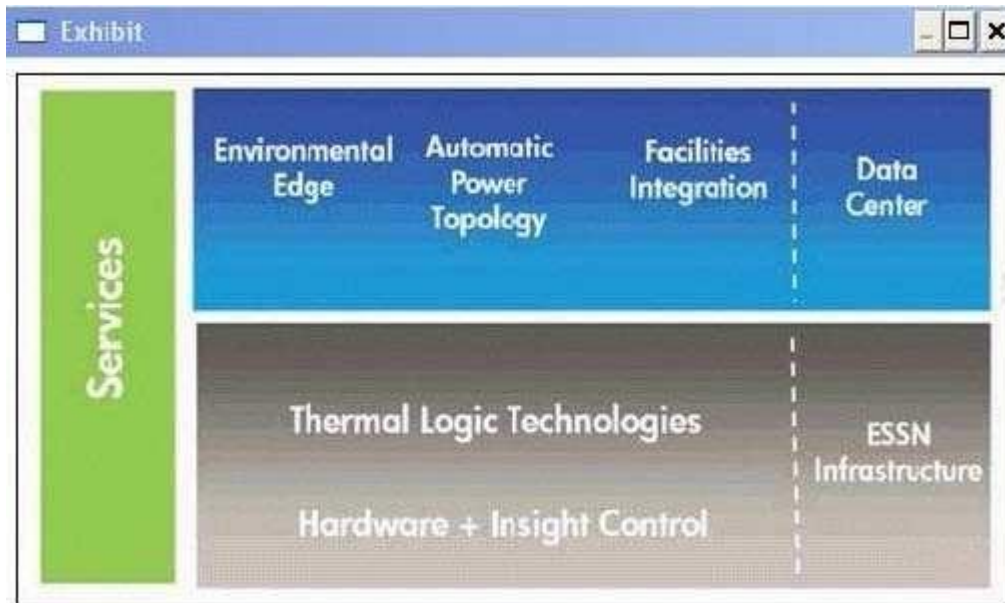 Exhibit
Services
Environmental
Edge
Automatic
Power
Topology
Facilities
Integration
Data
Center
Thermal Logic Technologies
Hardware + Insight Control
ESSN
Infrastructure